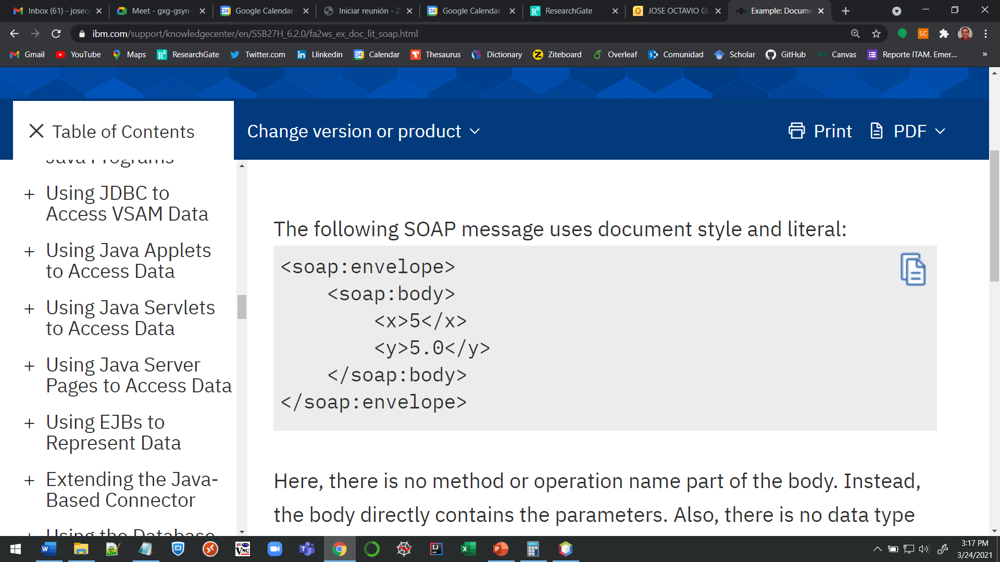 Inbox (61) - joseo
Meet - gxg-gsyn-
Google Calendar
Iniciar reunión - Z
Google Calendar
ResearchGate
JOSE OCTAVIO GU
Example: Docume
ibm.com/support/knowledgecenter/en/SSB27H_6.2.0/fa2ws_ex_doc_lit_soap.html
Gmail
YouTube
Maps
ResearchGate
Twitter.com
Llinkedin
Calendar
Thesaurus
Dictionary
Ziteboard
Overleaf
Comunidad
Scholar
GitHub
Canvas
Reporte ITAM. Emer...
»
Table of Contents
Change version or product
Print
PDF
Java Programs
+ Using JDBC to
Access VSAM Data
+ Using Java Applets
to Access Data
+ Using Java Servlets
to Access Data
+ Using Java Server
Pages to Access Data
+ Using EJBs to
Represent Data
+ Extending the Java-
Based Connector
Using the Database
The following SOAP message uses document style and literal:
<soap:envelope>
<soap:body>
<x>5</x>
<y>5.0</y>
</soap:body>
</soap:envelope>
Here, there is no method or operation name part of the body. Instead,
the body directly contains the parameters. Also, there is no data type
3:17 PM
3/24/2021